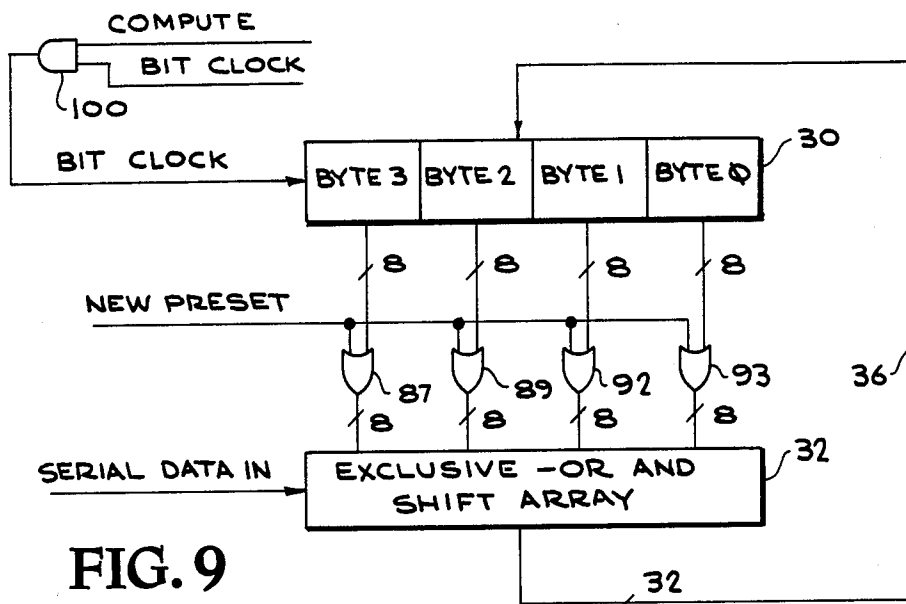 COMPUTE
BIT CLOCK
100
BIT CLOCK
BYTE 3 BYTE 2 BYTE 1 BYTE Φ
30
8 8 8 8
NEW PRESET
87 89 92 93
36
8 8 8 8
SERIAL DATA IN
EXCLUSIVE -OR AND
SHIFT ARRAY
32
FIG. 9
32